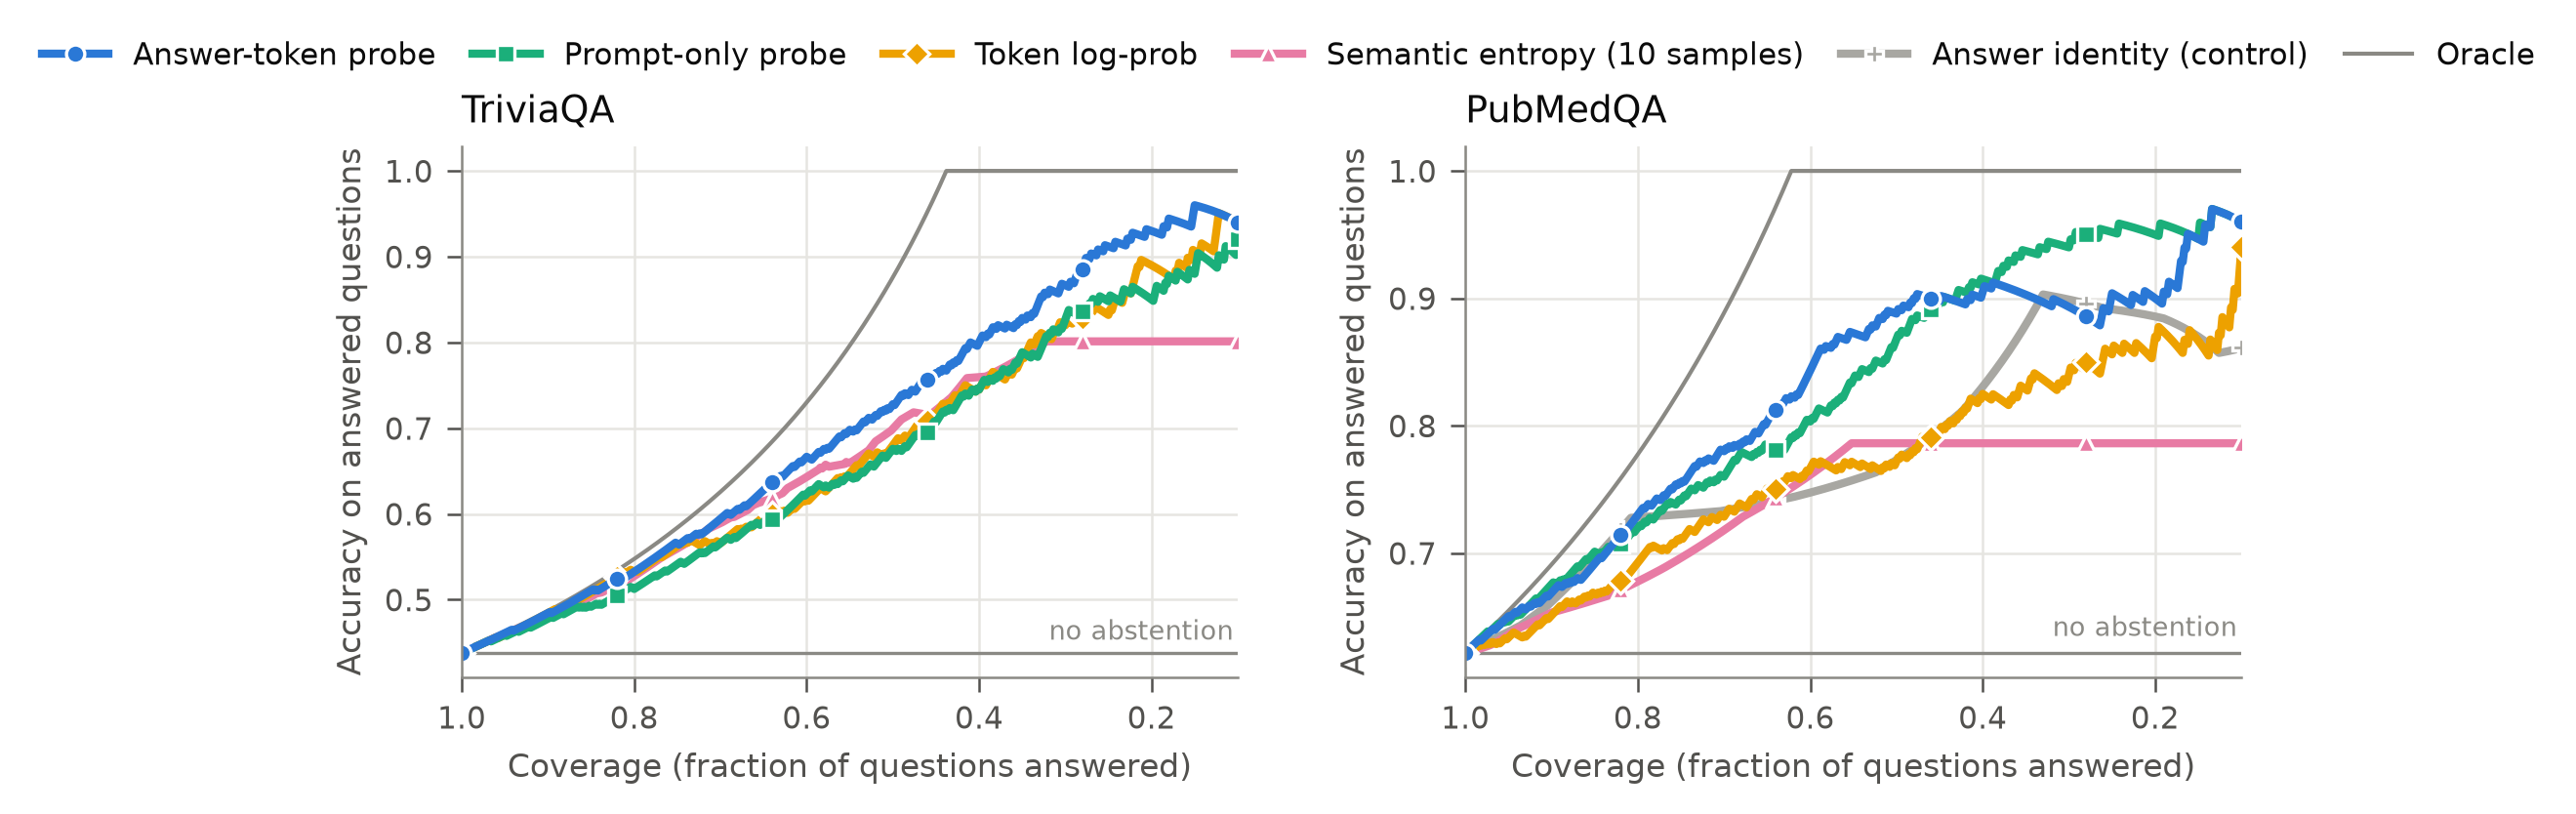 Answer-token probe Prompt-only probe Token log-prob Semantic entropy (10 samples) Answer identity (control) Oracle
TriviaQA
Accuracy on answered questions
1.0
0.9
0.8
0.7
0.6
0.5
no abstention
1.0 0.8 0.6 0.4 0.2
Coverage (fraction of questions answered)
PubMedQA
Accuracy on answered questions
1.0
0.9
0.8
0.7
no abstention
1.0 0.8 0.6 0.4 0.2
Coverage (fraction of questions answered)